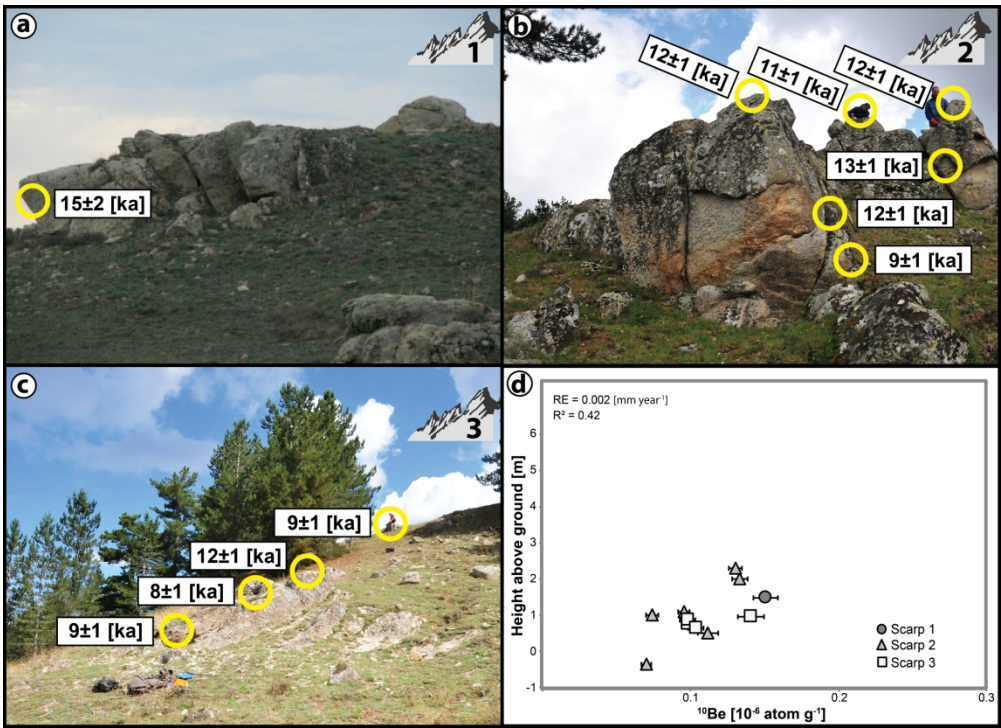 a
1
15±2 [ka]
b
2
12±1 [ka]
11±1 [ka]
12±1 [ka]
13±1 [ka]
12±1 [ka]
9±1 [ka]
c
3
9±1 [ka]
12±1 [ka]
8±1 [ka]
9±1 [ka]
d
RE = 0.002 [mm year⁻¹]
R² = 0.42
Height above ground [m]
6
5
4
3
2
1
0
-1
0.1
0.2
0.3
Scarp 1
Scarp 2
Scarp 3
¹⁰Be [10⁻⁶ atom g⁻¹]